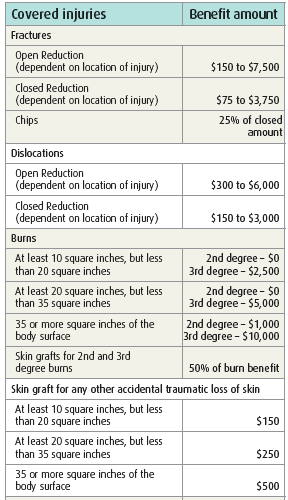 Covered injuries Benefit amount
Fractures
Open Reduction
(dependent on location of injury) $150 to $7,500
Closed Reduction
(dependent on location of injury) $75 to $3,750
Chips 25% of closed
amount
Dislocations
Open Reduction
(dependent on location of injury) $300 to $6,000
Closed Reduction
(dependent on location of injury) $150 to $3,000
Burns
At least 10 square inches, but less 2nd degree – $0
than 20 square inches 3rd degree – $2,500
At least 20 square inches, but less 2nd degree – $0
than 35 square inches 3rd degree – $5,000
35 or more square inches of the 2nd degree – $1,000
body surface 3rd degree – $10,000
Skin grafts for 2nd and 3rd
degree burns 50% of burn benefit
Skin graft for any other accidental traumatic loss of skin
At least 10 square inches, but less
than 20 square inches $150
At least 20 square inches, but less
than 35 square inches $250
35 or more square inches of the
body surface $500